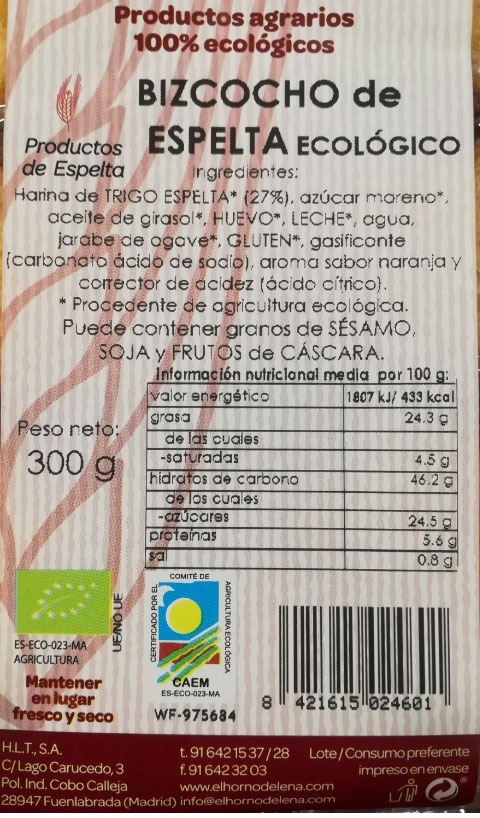 Productos agrarios
100% ecológicos
BIZCOCHO de
ESPELTA ECOLÓGICO
Productos
de Espelta
Ingredientes:
Harina de TRIGO ESPELTA* (27%), azúcar moreno*,
aceite de girasol*, HUEVO*, LECHE*, agua,
jarabe de agave*, GLUTEN*, gasificante
(carbonato ácido de sodio), aroma sabor naranja y
corrector de acidez (ácido cítrico).
* Procedente de agricultura ecológica.
Puede contener granos de SÉSAMO,
SOJA y FRUTOS de CÁSCARA.
Información nutricional media por 100 g:
valor energético 1807 kJ/ 433 kcal
grasa 24.3 g
de las cuales
-saturadas 4.5 g
hidratos de carbono 46.2 g
de los cuales
-azúcares 24.5 g
proteínas 5.6 g
sal 0.8 g
Peso neto:
300 g
UE/NO UE
ES-ECO-023-MA
AGRICULTURA
Mantener
en lugar
fresco y seco
COMITÉ DE
AGRICULTURA ECOLÓGICA
CERTIFICADO POR EL
CAEM
ES-ECO-023-MA
WF-975684
8 421615 024601
H.L.T., S.A.
C/ Lago Carucedo, 3
Pol. Ind. Cobo Calleja
28947 Fuenlabrada (Madrid)
t. 91 642 15 37 / 28
f. 91 642 32 03
www.elhornodelena.com
info@elhornodelena.com
Lote / Consumo preferente
impreso en envase